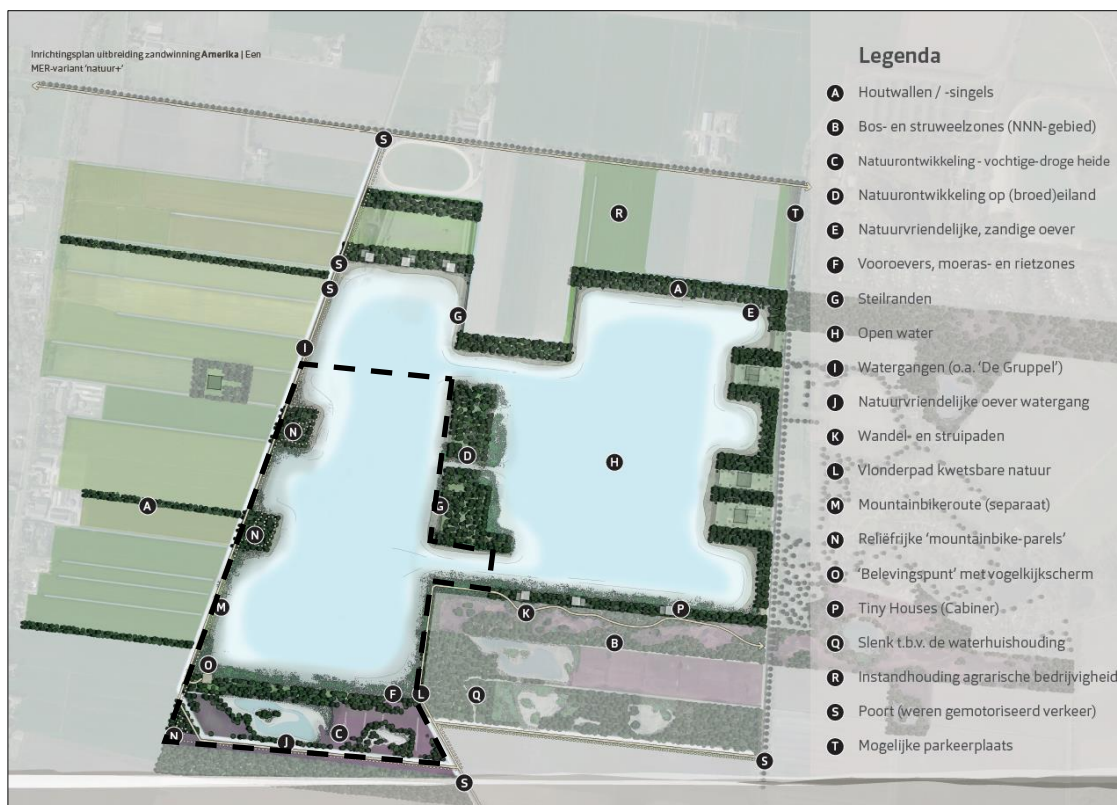 Inrichtingsplan uitbreiding zandwinning Amerika | Een
MER-variant 'natuur+'
Legenda
A Houtwallen / -singels
B Bos- en struweelzones (NNN-gebied)
C Natuurontwikkeling - vochtige-droge heide
D Natuurontwikkeling op (broed)eiland
E Natuurvriendelijke, zandige oever
F Vooroevers, moeras- en rietzones
G Steilranden
H Open water
I Watergangen (o.a. 'De Gruppel')
J Natuurvriendelijke oever watergang
K Wandel- en struipaden
L Vlonderpad kwetsbare natuur
M Mountainbikeroute (separaat)
N Reliëfrijke 'mountainbike-parels'
O 'Belevingspunt' met vogelkijkscherm
P Tiny Houses (Cabiner)
Q Slenk t.b.v. de waterhuishouding
R Instandhouding agrarische bedrijvigheid
S Poort (weren gemotoriseerd verkeer)
T Mogelijke parkeerplaats
S
R
T
S
S
A
E
G
I
N
D
H
G
A
N
M
K
P
B
O
F
L
Q
C
N
J
S
S